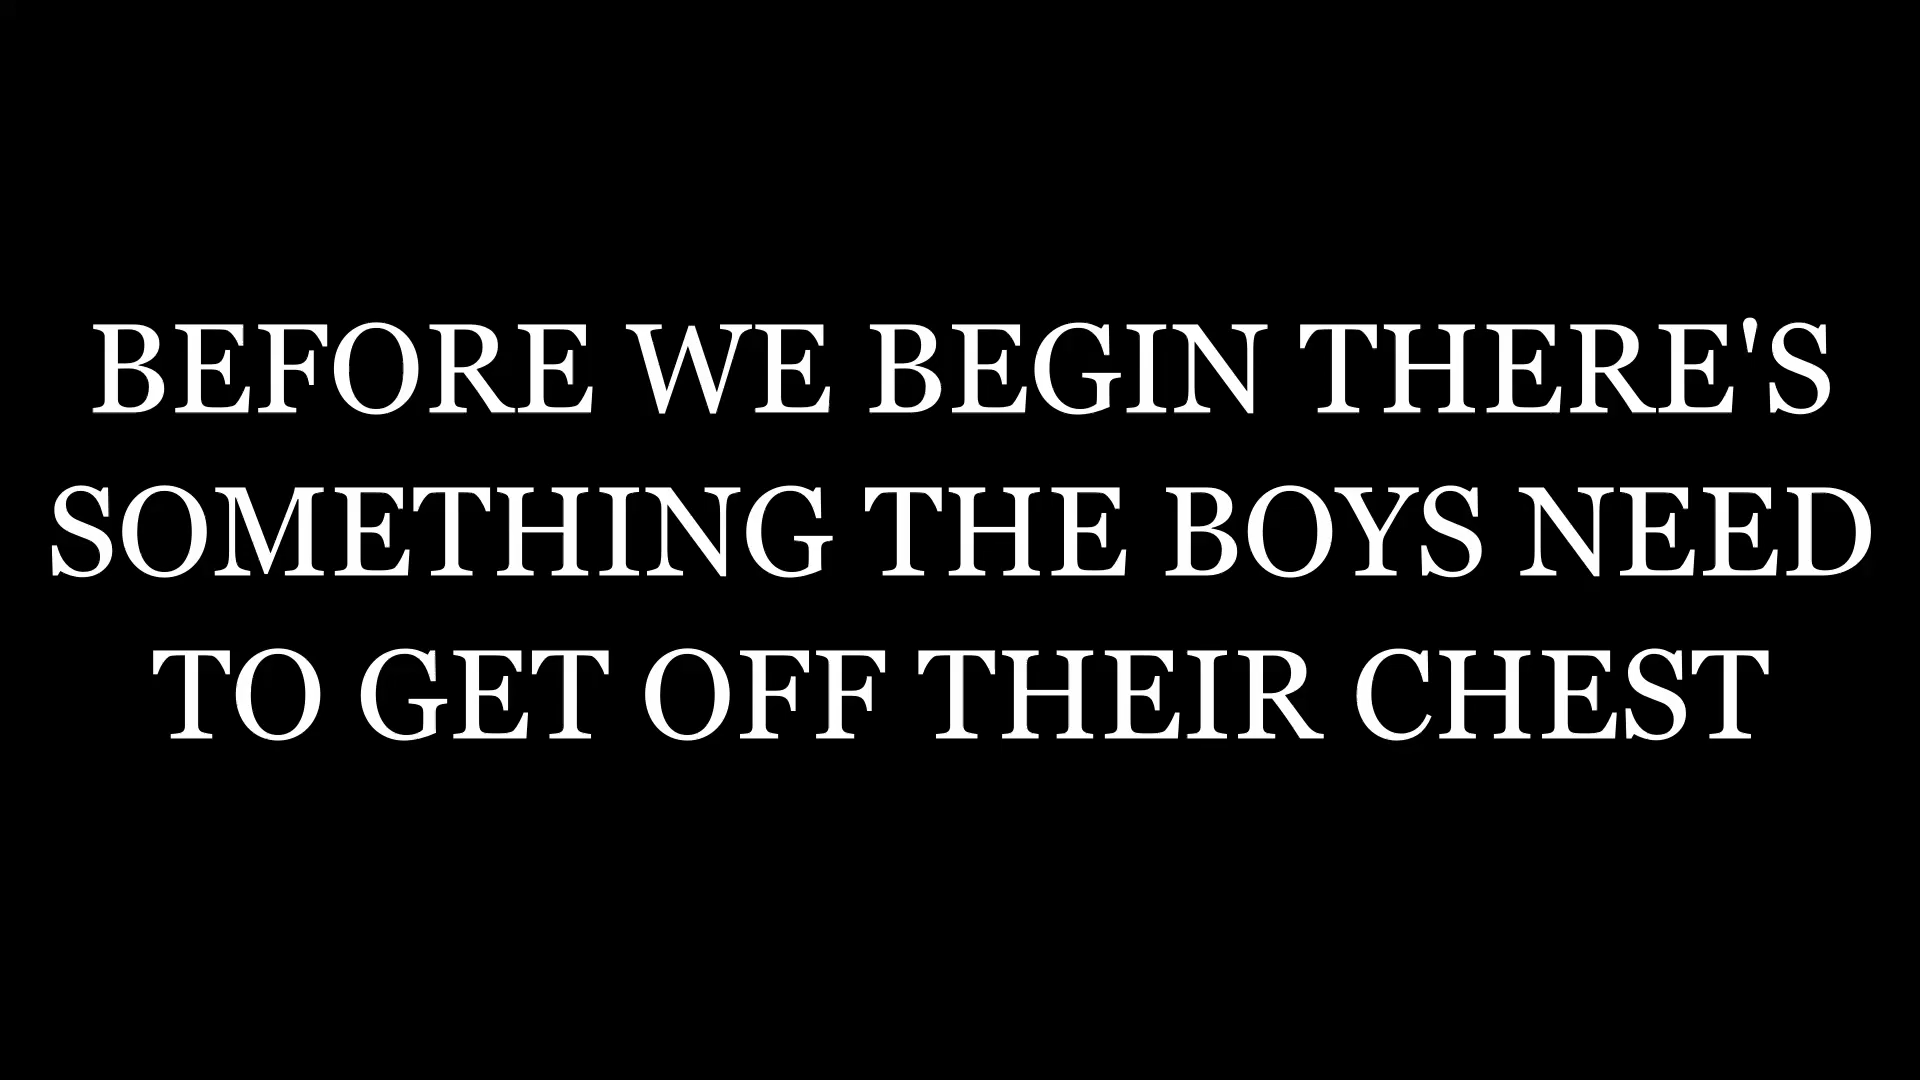 BEFORE WE BEGIN THERE'S
SOMETHING THE BOYS NEED
TO GET OFF THEIR CHEST